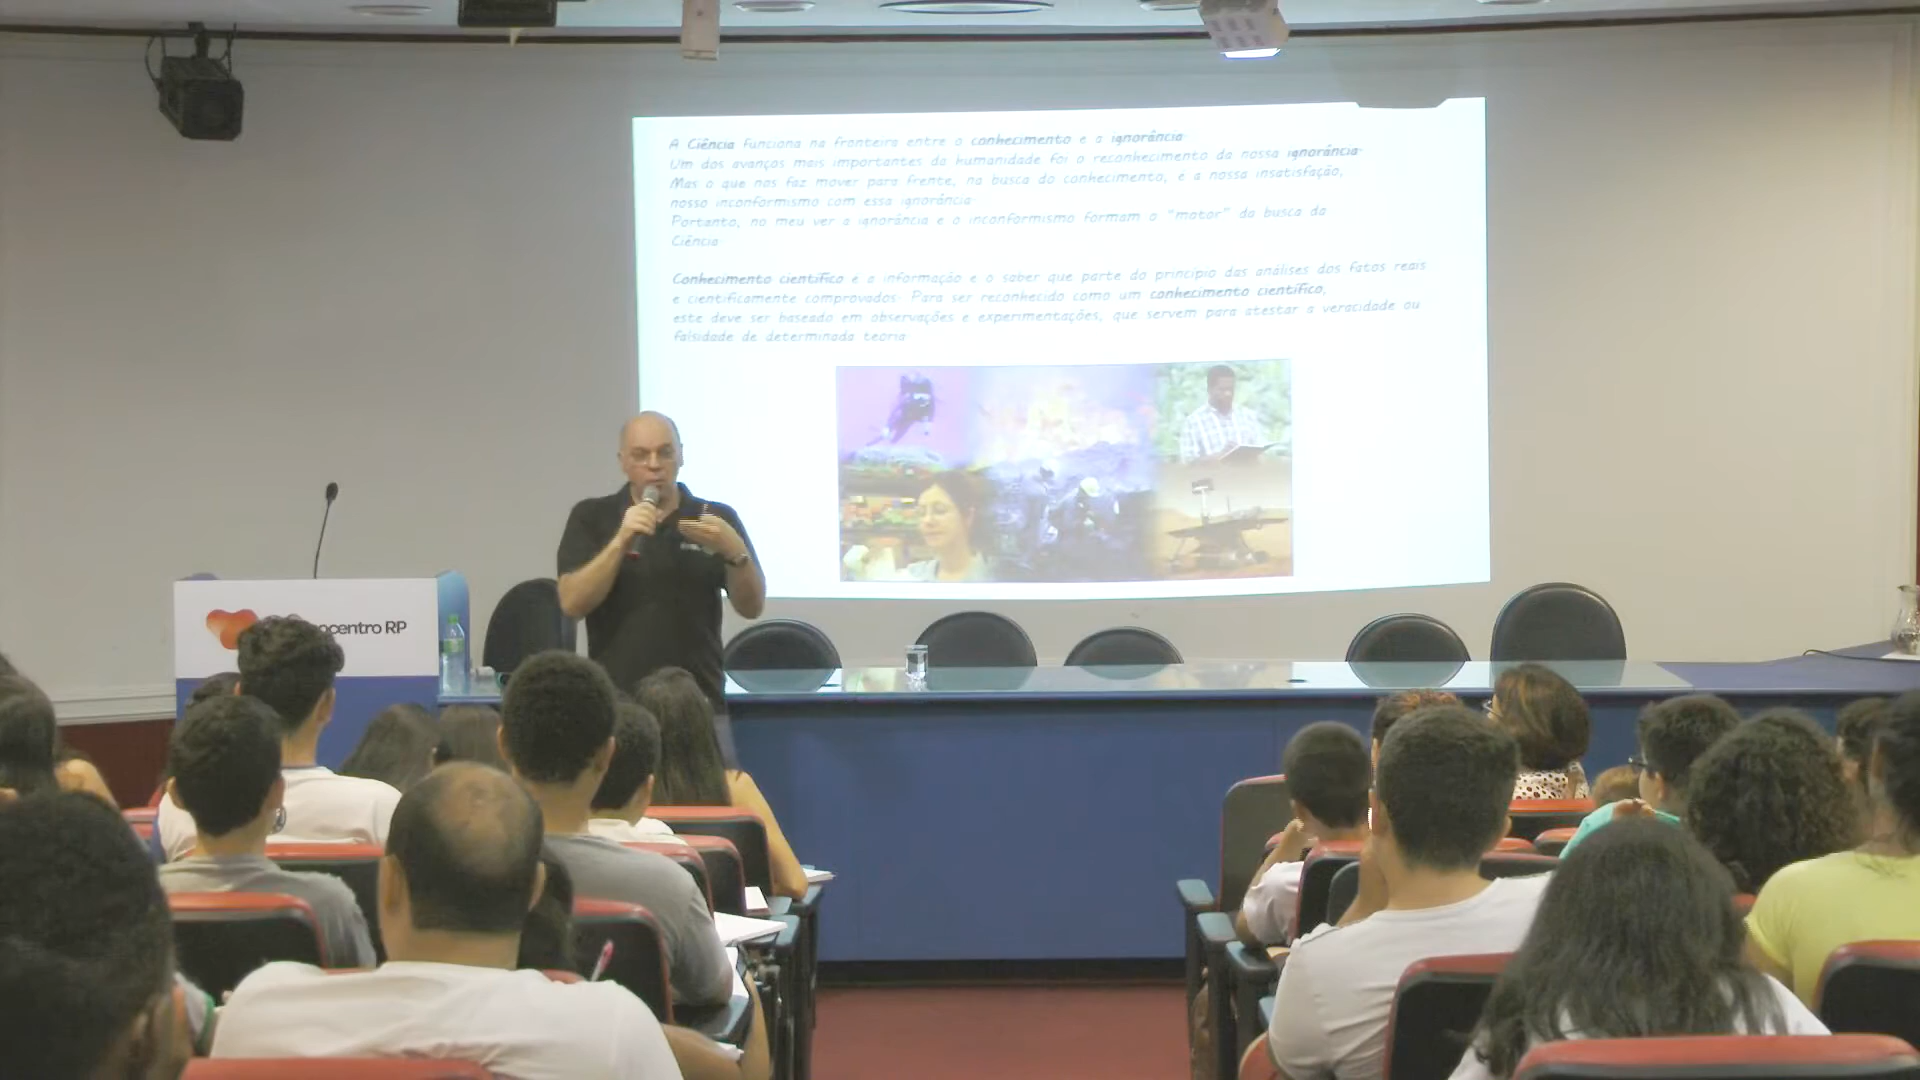 A Ciência funciona na fronteira entre o conhecimento e a ignorância.
Um dos avanços mais importantes da humanidade foi o reconhecimento da nossa ignorância.
Mas o que nos faz mover para frente, na busca do conhecimento, e a nossa insatisfação,
nosso inconformismo com essa ignorância.
Portanto, no meu ver a ignorância e o inconformismo formam o "motor" da busca da
Ciência.
Conhecimento científico e a informação e o saber que parte do princípio das análises dos fatos reais
e cientificamente comprovados. Para ser reconhecido como um conhecimento científico,
este deve ser baseado em observações e experimentações, que servem para atestar a veracidade ou
falsidade de determinada teoria.
ocentro RP